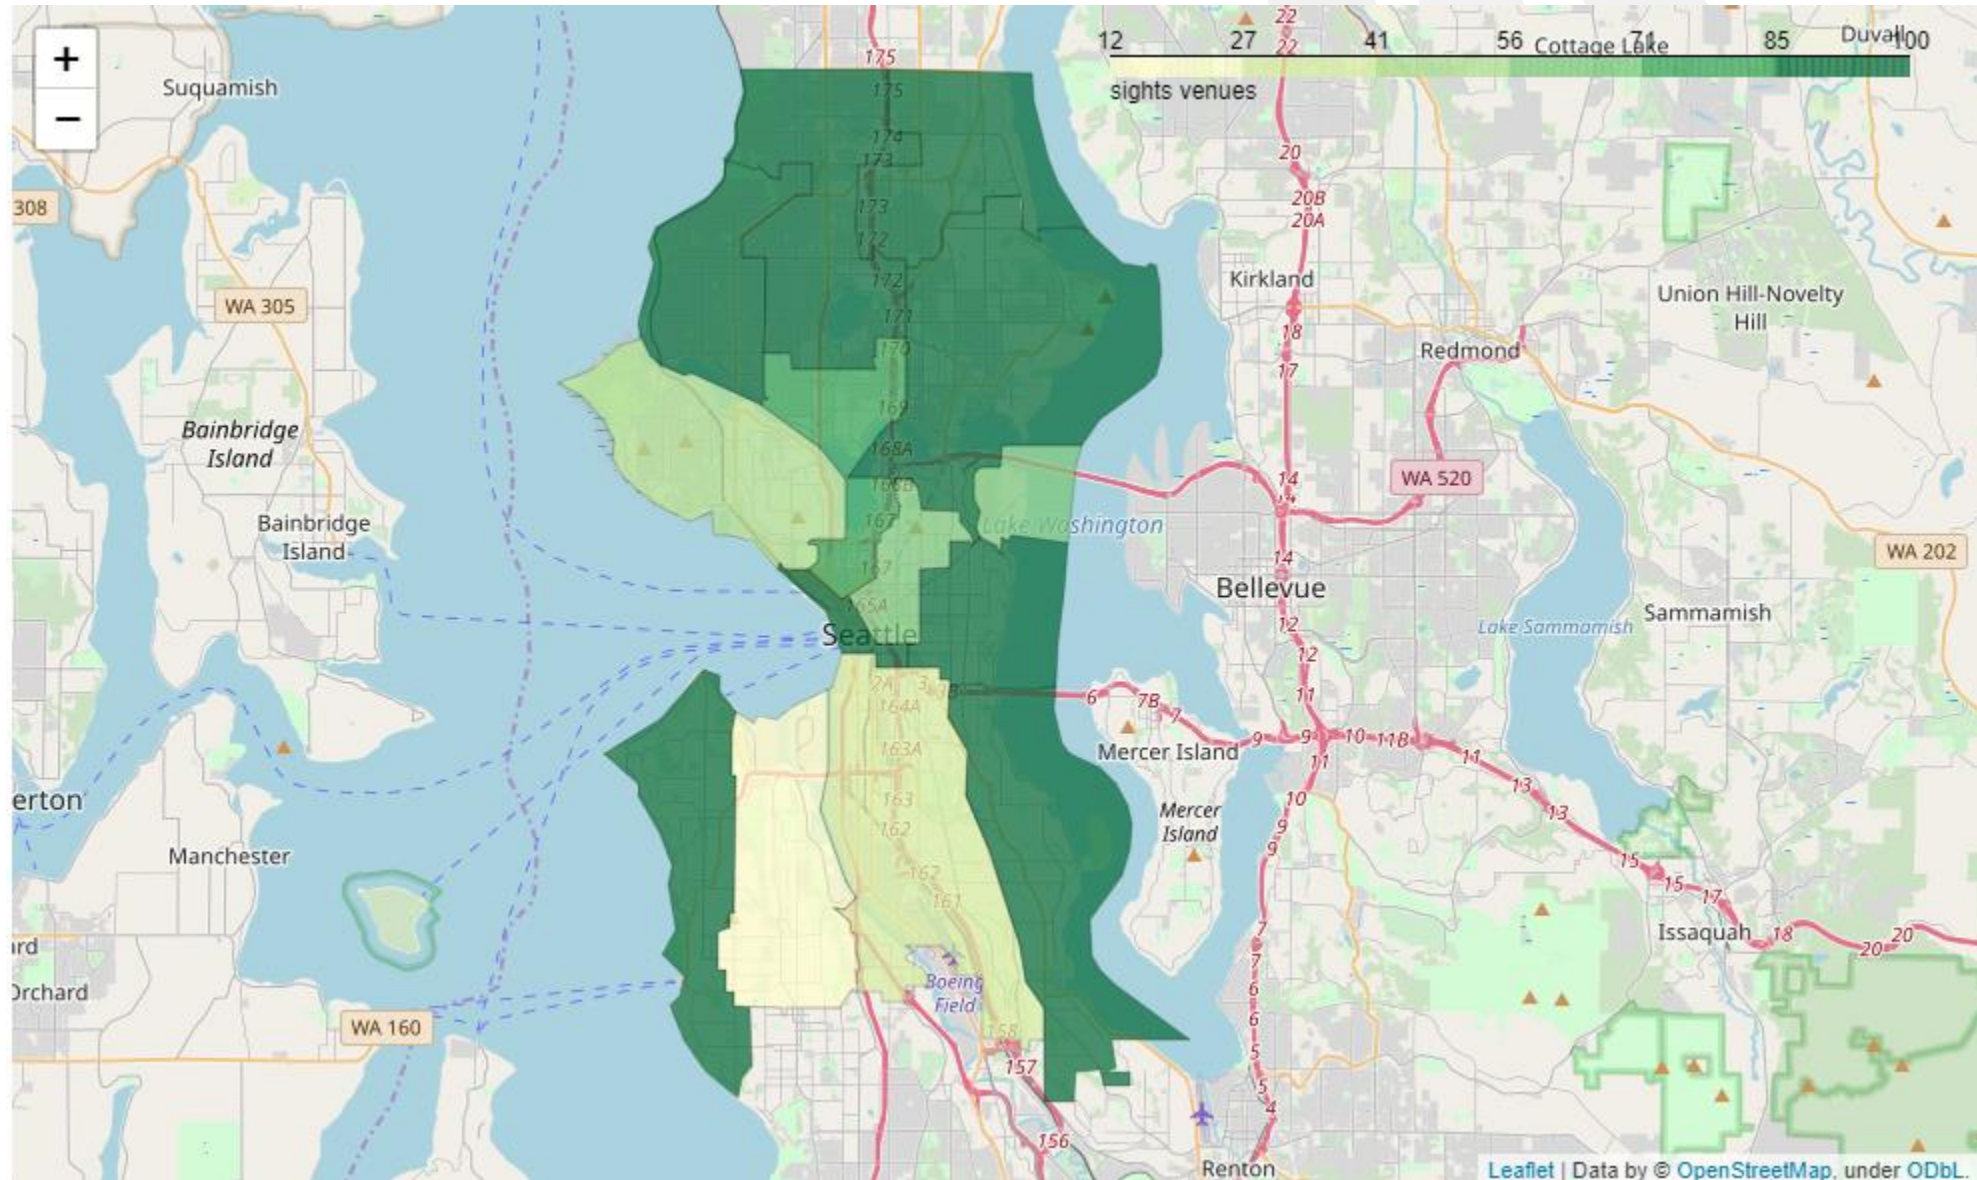 +
−
175
22
22
12
27
41
56
Cottage Lake
71
85
Duvall
100
sights venues
Suquamish
308
175
174
173
173
172
172
171
170
169
168A
168B
167
167
165A
20
20B
20A
WA 305
Kirkland
Union Hill-Novelty
Hill
18
Redmond
17
Bainbridge
Island
14
WA 520
Bainbridge
Island
Lake Washington
14
WA 202
Bellevue
Seattle
12
Lake Sammamish
Sammamish
12
11
2A
3
164A
6
7B
7
163A
Mercer Island
9
9
10
11B
11
11
163
162
10
13
13
erton
Mercer
Island
9
9
Manchester
162
161
15
15
17
7
Issaquah
18
20
20
ard
Orchard
Boeing
Field
7
6
6
WA 160
158
157
5
5
4
156
Renton
Leaflet | Data by © OpenStreetMap, under ODbL.